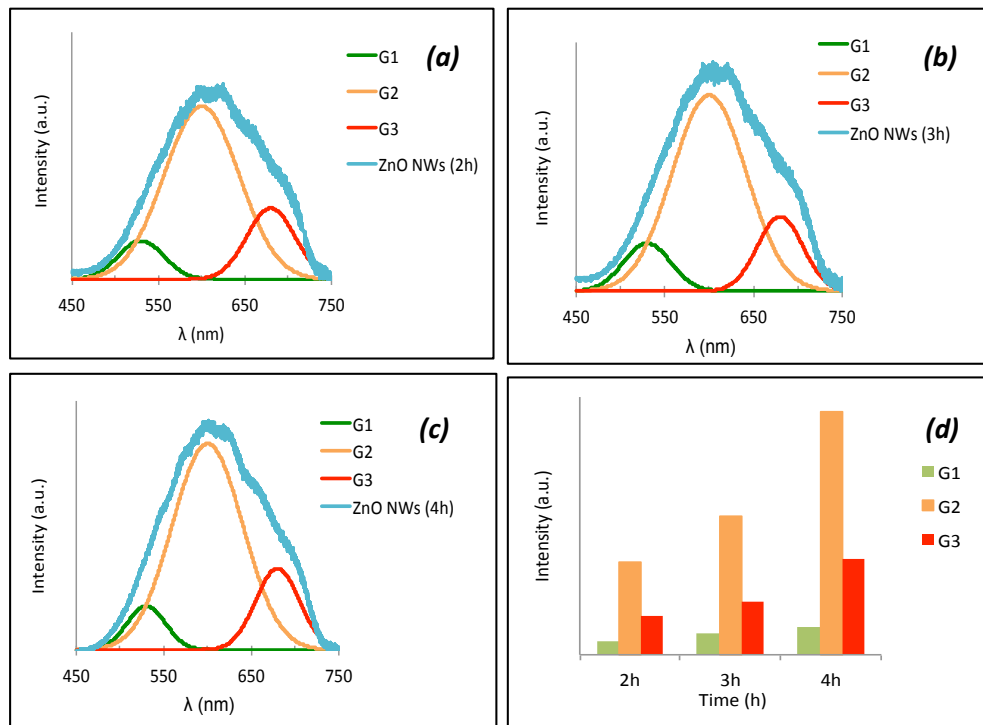 (a)
G1
G2
G3
ZnO NWs (2h)
Intensity (a.u.)
450 550 650 750
λ (nm)
(b)
G1
G2
G3
ZnO NWs (3h)
Intensity (a.u.)
450 550 650 750
λ (nm)
(c)
G1
G2
G3
ZnO NWs (4h)
Intensity (a.u.)
450 550 650 750
λ (nm)
(d)
G1
G2
G3
Intensity (a.u.)
2h 3h 4h
Time (h)